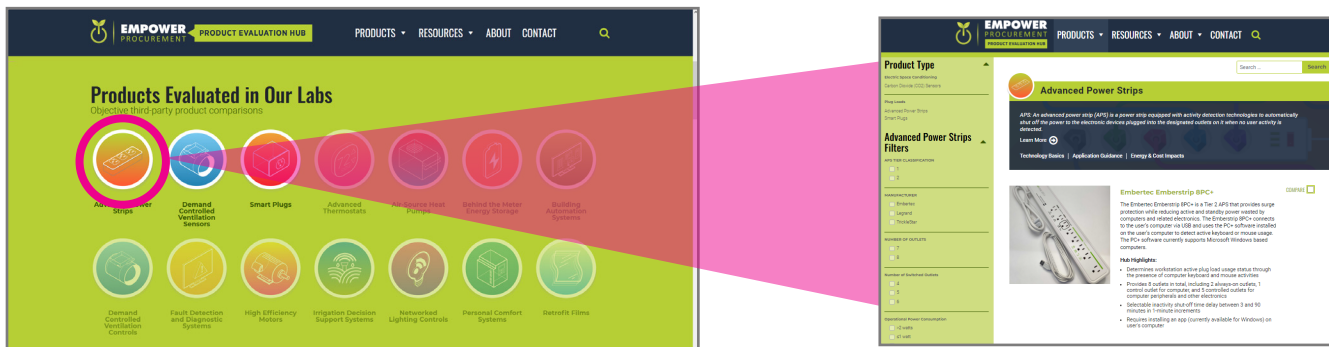 EMPOWER
PROCUREMENT
PRODUCT EVALUATION HUB
PRODUCTS RESOURCES ABOUT CONTACT
Products Evaluated in Our Labs
Objective third-party product comparisons
Advanced Power
Strips
Demand
Controlled
Ventilation
Sensors
Smart Plugs
Advanced
Thermostats
Air Source Heat
Pumps
Behind the Meter
Energy Storage
Building
Automation
Systems
Demand
Controlled
Ventilation
Controls
Fault Detection
and Diagnostic
Systems
High Efficiency
Motors
Irrigation Decision
Support Systems
Networked
Lighting Controls
Personal Comfort
Systems
Retrofit Films
EMPOWER
PROCUREMENT
PRODUCT EVALUATION HUB
PRODUCTS RESOURCES ABOUT CONTACT
Product Type
Electric Space Conditioning
Carbon Dioxide (CO2) Sensors
Plug Loads
Advanced Power Strips
Smart Plugs
Advanced Power Strips
Filters
APS TIER CLASSIFICATION
1
2
MANUFACTURER
Embertec
Legrand
TrickleStar
NUMBER OF OUTLETS
7
8
Number of Switched Outlets
4
5
6
Operational Power Consumption
<2 watts
≤1 watt
Search ...
Search
Advanced Power Strips
APS: An advanced power strip (APS) is a power strip equipped with activity detection technologies to automatically
shut off the power to the electronic devices plugged into the designated outlets on it when no user activity is
detected.
Learn More
Technology Basics | Application Guidance | Energy & Cost Impacts
Embertec Emberstrip 8PC+
COMPARE
The Embertec Emberstrip 8PC+ is a Tier 2 APS that provides surge
protection while reducing active and standby power wasted by
computers and related electronics. The Emberstrip 8PC+ connects
to the user's computer via USB and uses the PC+ software installed
on the user's computer to detect active keyboard or mouse usage.
The PC+ software currently supports Microsoft Windows based
computers.
Hub Highlights:
• Determines workstation active plug load usage status through
the presence of computer keyboard and mouse activities
• Provides 8 outlets in total, including 2 always-on outlets, 1
control outlet for computer, and 5 controlled outlets for
computer peripherals and other electronics
• Selectable inactivity shut-off time delay between 3 and 90
minutes in 1-minute increments
• Requires installing an app (currently available for Windows) on
user's computer